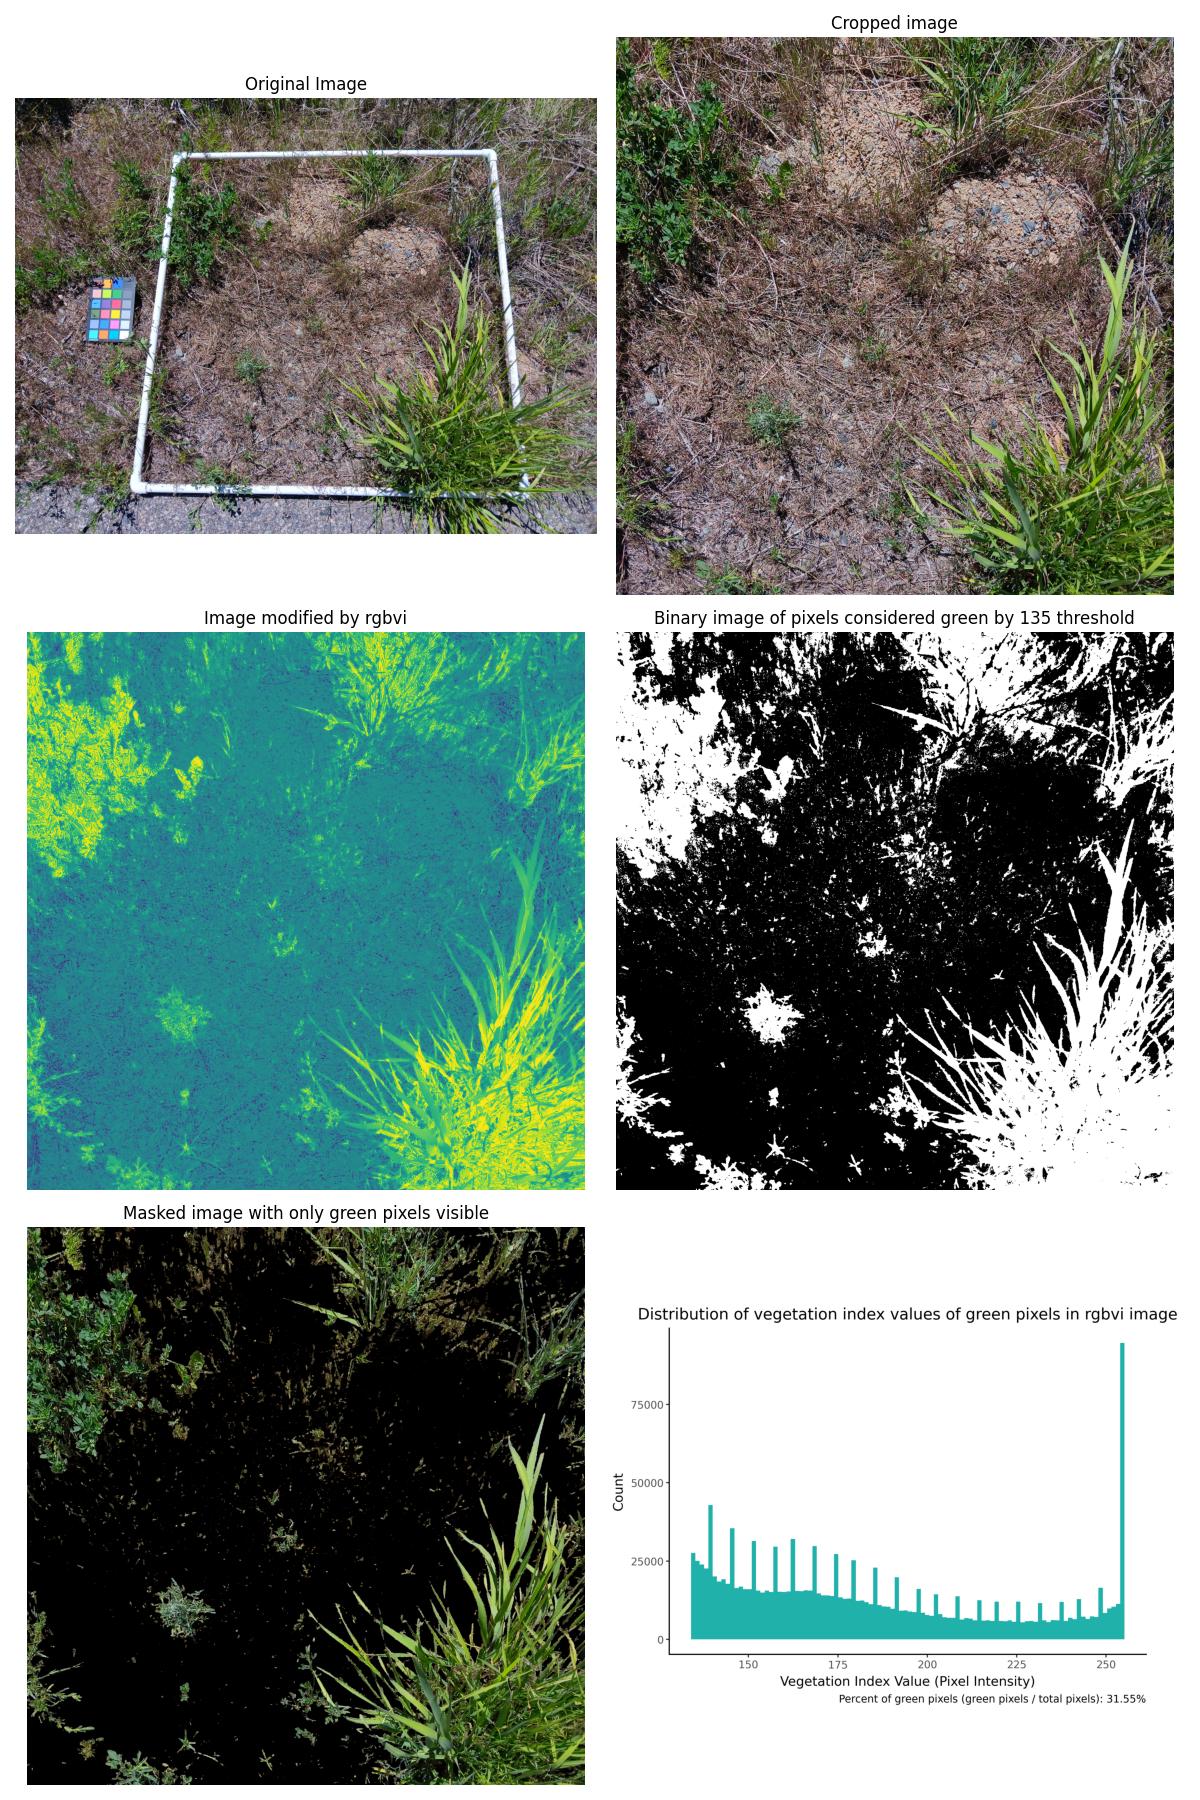 Original Image
Cropped image
Image modified by rgbvi
Binary image of pixels considered green by 135 threshold
Masked image with only green pixels visible
Distribution of vegetation index values of green pixels in rgbvi image
Count
75000
50000
25000
0
150 175 200 225 250
Vegetation Index Value (Pixel Intensity)
Percent of green pixels (green pixels / total pixels): 31.55%